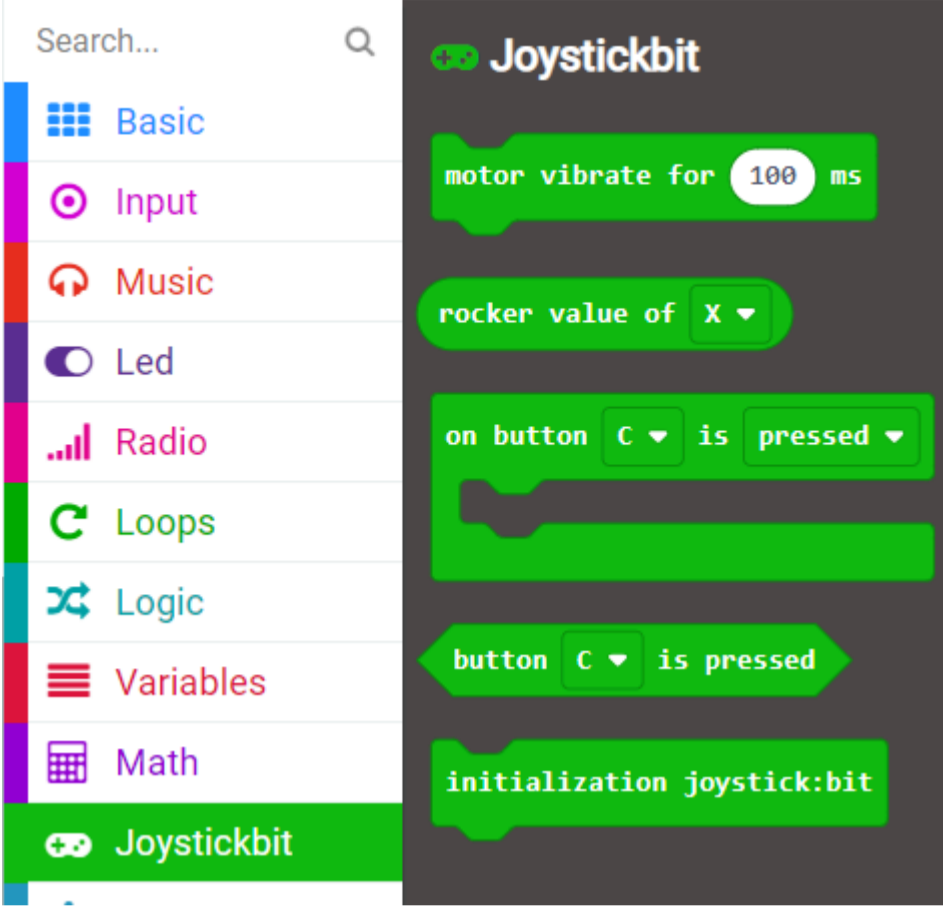 Search...
Basic
Input
Music
Led
Radio
Loops
Logic
Variables
Math
Joystickbit
Joystickbit
motor vibrate for 100 ms
rocker value of X
on button C is pressed
button C is pressed
initialization joystick:bit